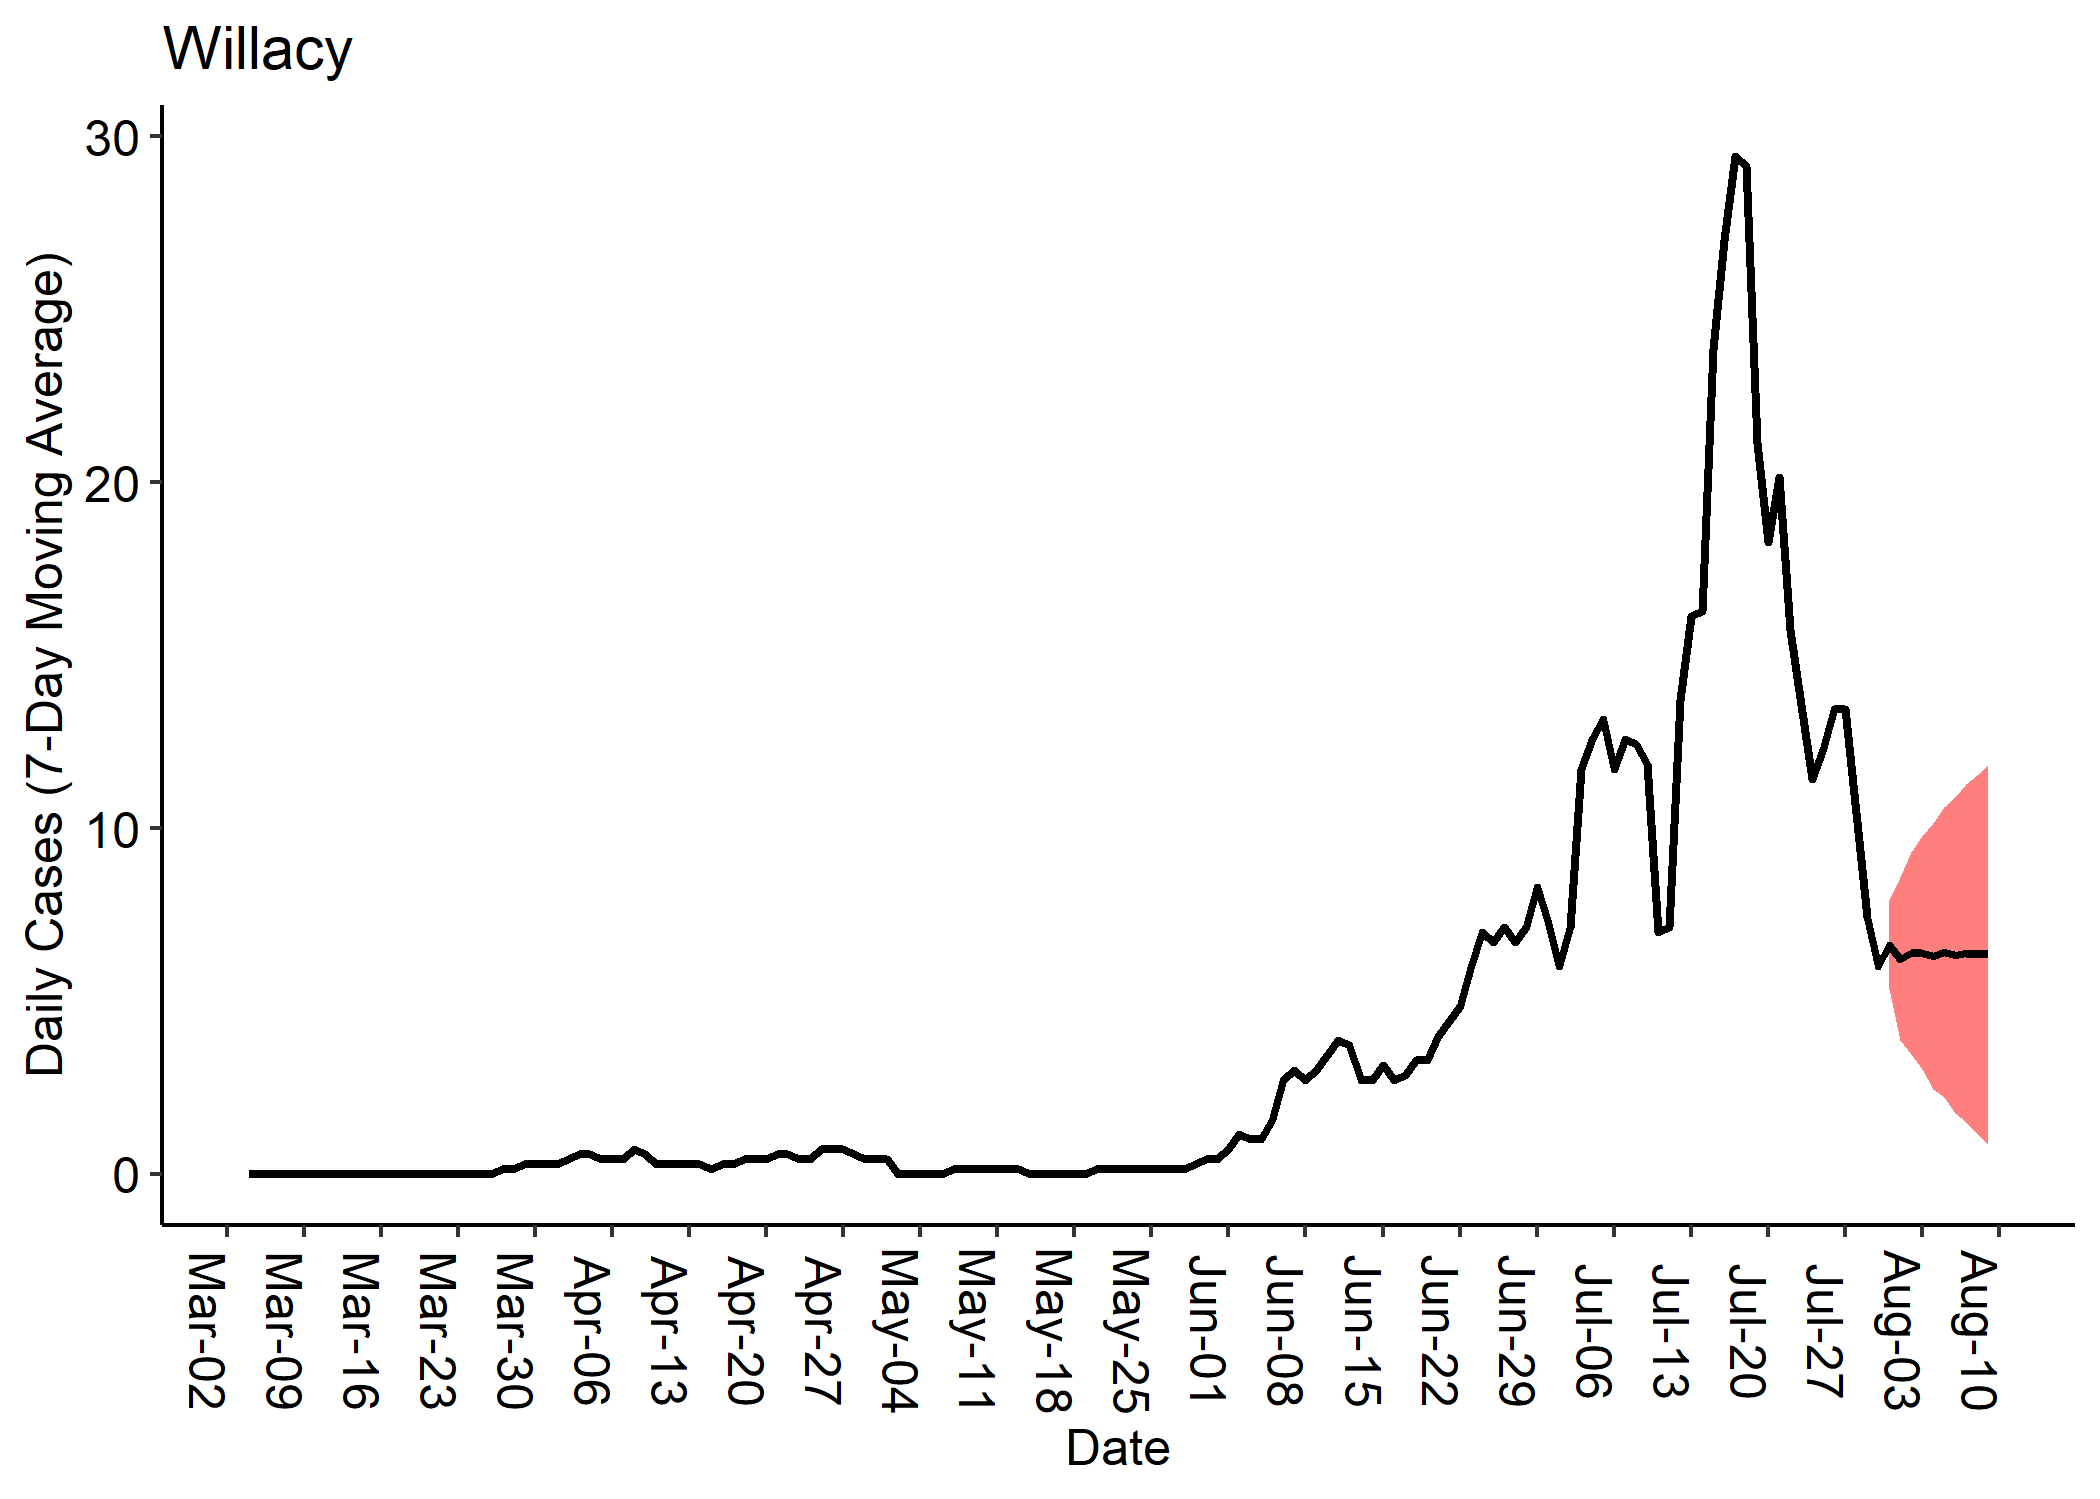 Willacy
Daily Cases (7-Day Moving Average)
30
20
10
0
Mar-02
Mar-09
Mar-16
Mar-23
Mar-30
Apr-06
Apr-13
Apr-20
Apr-27
May-04
May-11
May-18
May-25
Jun-01
Jun-08
Jun-15
Jun-22
Jun-29
Jul-06
Jul-13
Jul-20
Jul-27
Aug-03
Aug-10
Date